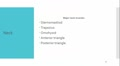 Neck
• Sternomastoid
• Trapezius
• Omohyoid
• Anterior triangle
• Posterior triangle